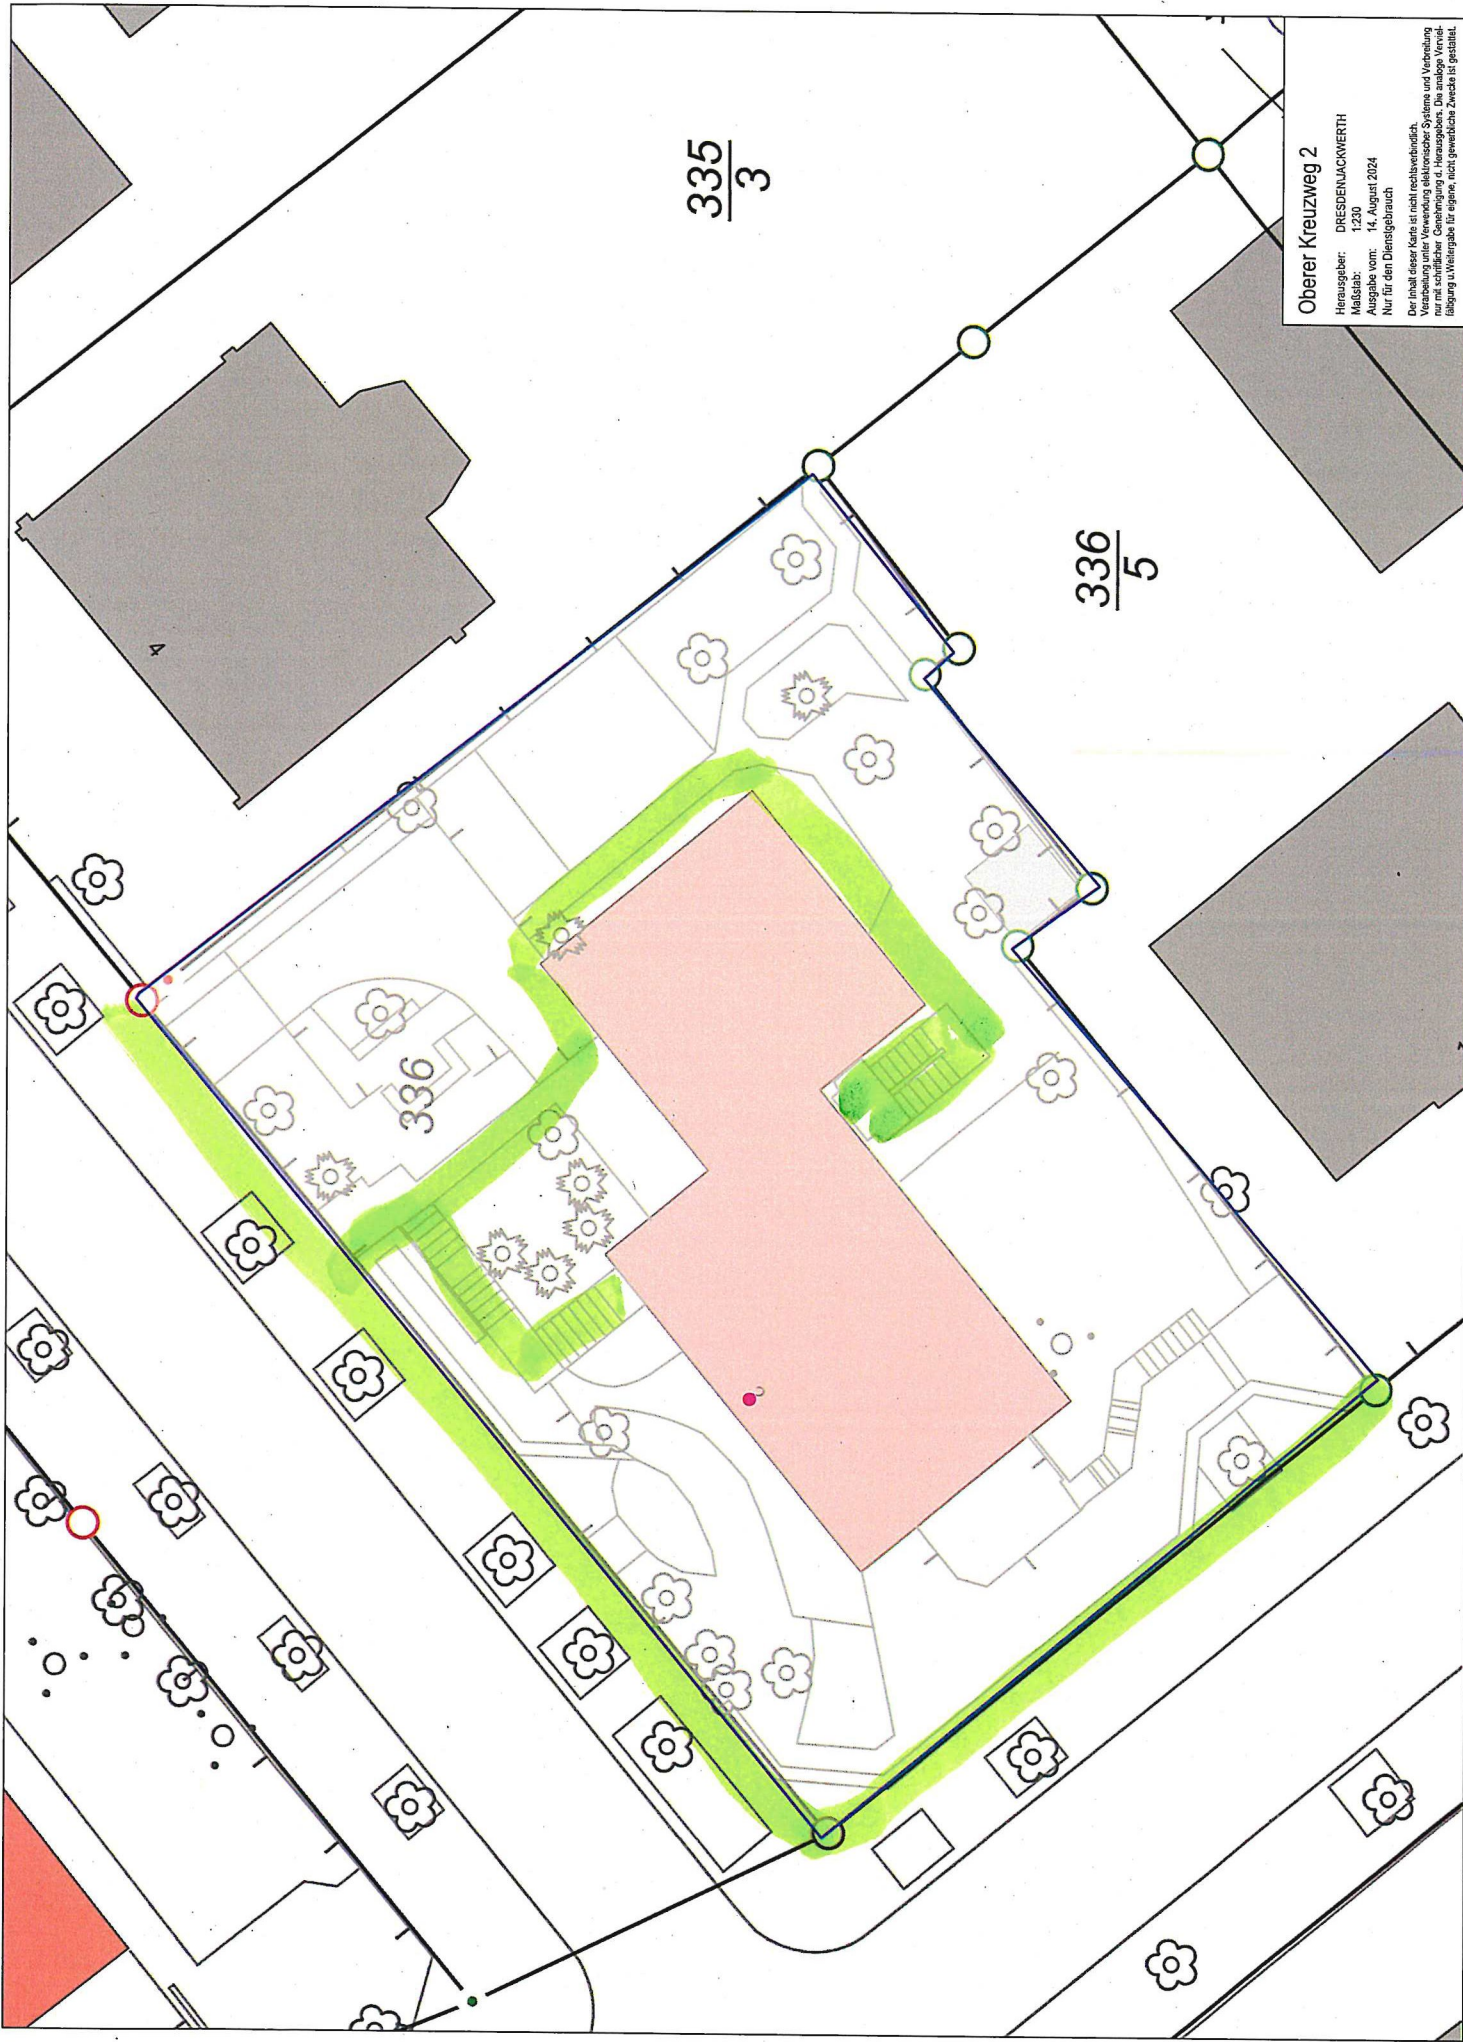 Oberer Kreuzweg 2
Herausgeber: DRESDEN\JACKWERTH
Maßstab: 1:230
Ausgabe vom: 14. August 2024
Nur für den Dienstgebrauch
Der Inhalt dieser Karte ist nicht rechtsverbindlich.
Verarbeitung unter Verwendung elektronischer Systeme und Verbreitung
nur mit schriftlicher Genehmigung d. Herausgebers. Die analoge Verviel-
fältigung u.Weitergabe für eigene, nicht gewerbliche Zwecke ist gestattet.
335
3
336
5
336
4